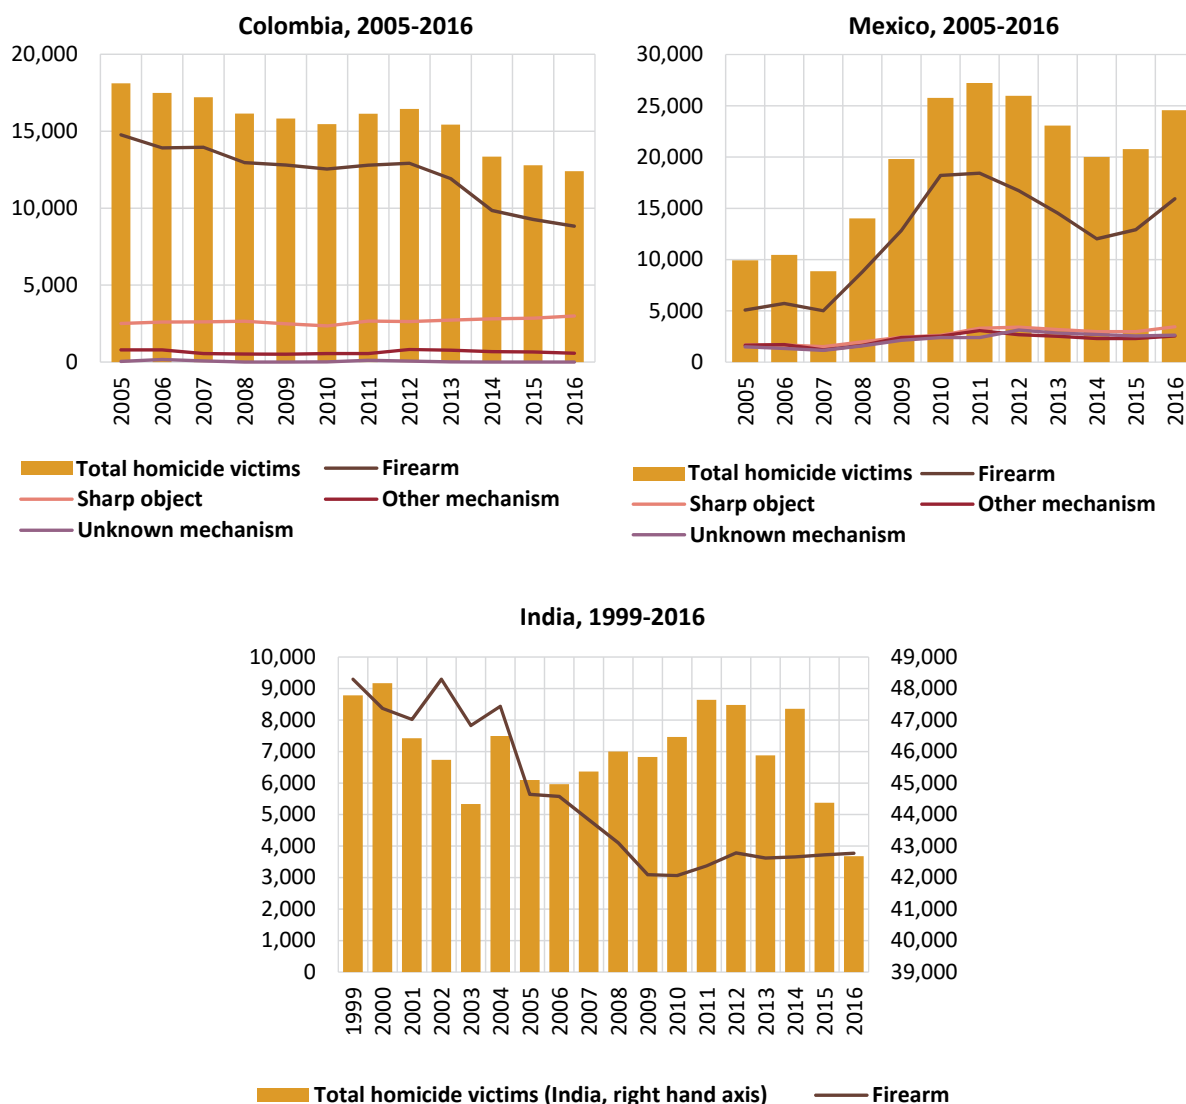 Colombia, 2005-2016
20,000
15,000
10,000
5,000
0
2005 2006 2007 2008 2009 2010 2011 2012 2013 2014 2015 2016
Total homicide victims Firearm
Sharp object Other mechanism
Unknown mechanism
Mexico, 2005-2016
30,000
25,000
20,000
15,000
10,000
5,000
0
2005 2006 2007 2008 2009 2010 2011 2012 2013 2014 2015 2016
Total homicide victims Firearm
Sharp object Other mechanism
Unknown mechanism
India, 1999-2016
10,000 49,000
9,000 48,000
8,000 47,000
7,000 46,000
6,000 45,000
5,000 44,000
4,000 43,000
3,000 42,000
2,000 41,000
1,000 40,000
0 39,000
1999 2000 2001 2002 2003 2004 2005 2006 2007 2008 2009 2010 2011 2012 2013 2014 2015 2016
Total homicide victims (India, right hand axis) Firearm